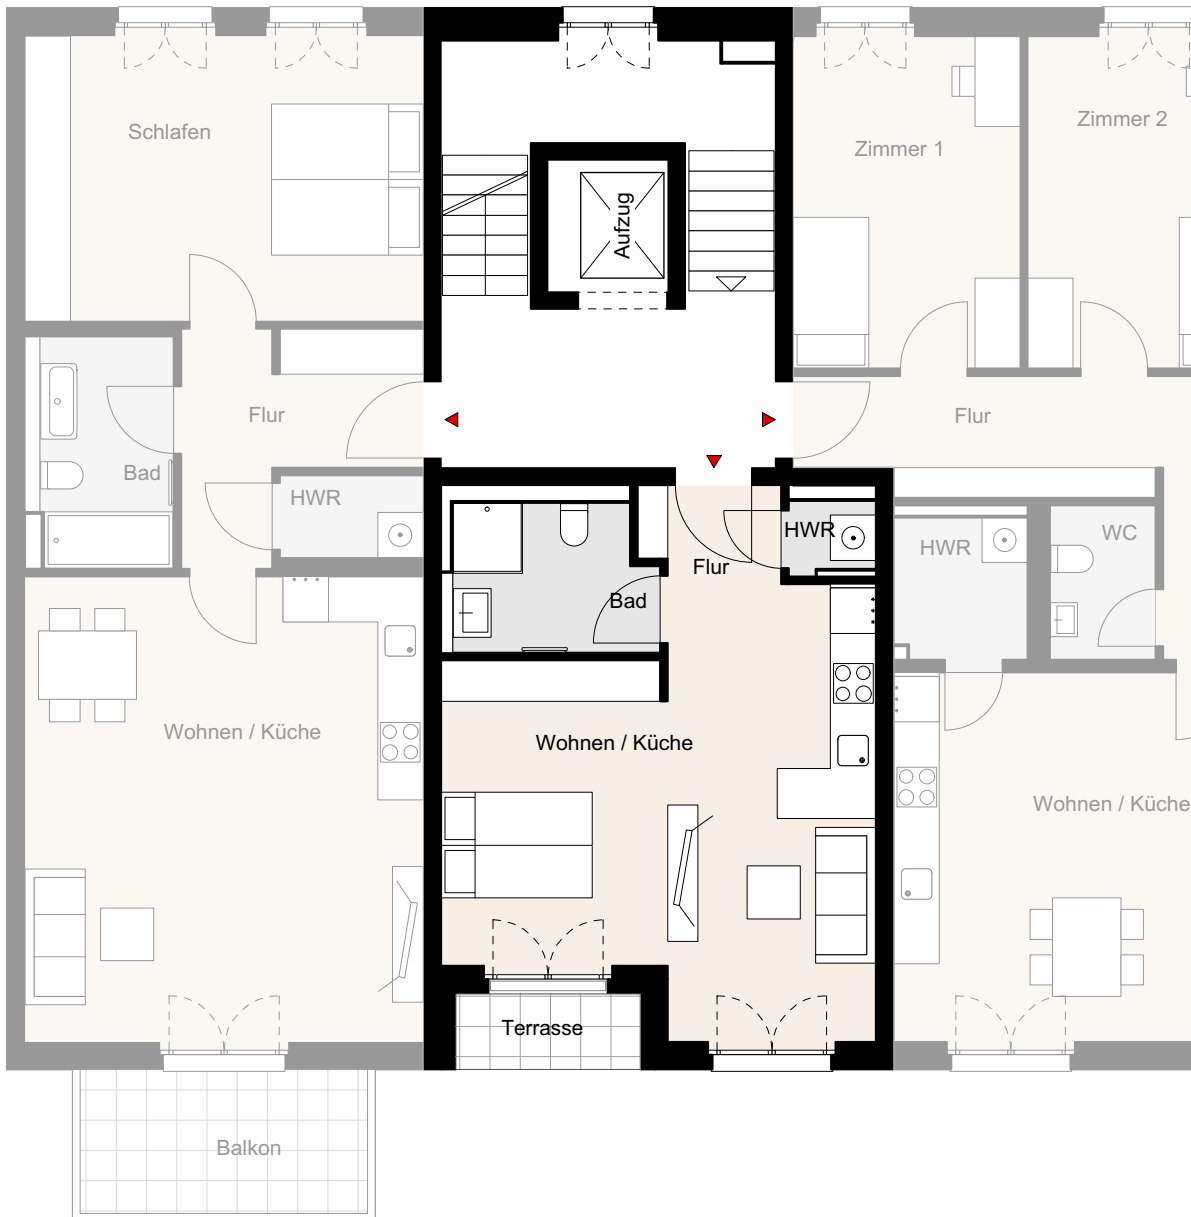 Schlafen
Zimmer 1
Zimmer 2
Aufzug
Flur
Flur
Bad
HWR
HWR
Flur
Bad
HWR
WC
Wohnen / Küche
Wohnen / Küche
Wohnen / Küche
Terrasse
Balkon